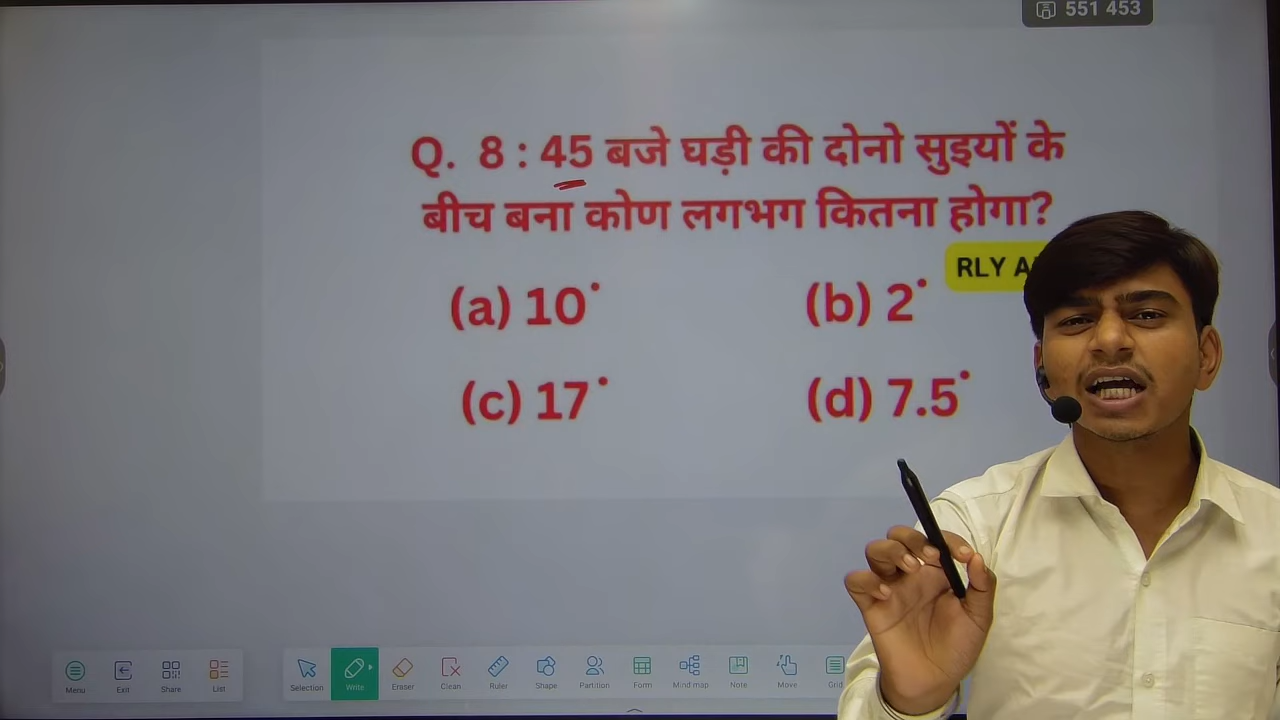 551 453
Q. 8 : 45 बजे घड़ी की दोनो सुइयों के
बीच बना कोण लगभग कितना होगा?
RLY
(a) 10°
(b) 2°
(c) 17°
(d) 7.5°
Menu
Exit
Share
List
Selection
Write
Eraser
Clean
Ruler
Shape
Partition
Form
Mind map
Note
Move
Grid